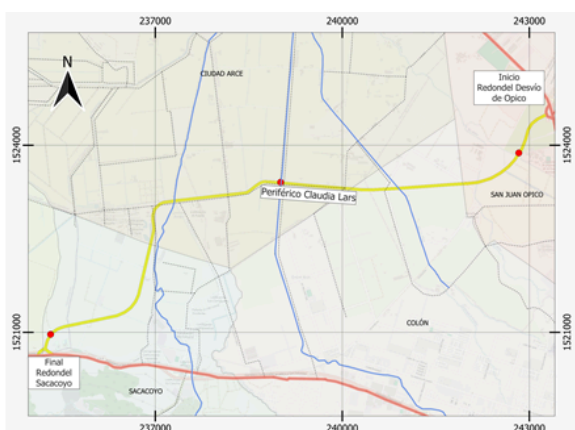 237000 240000 243000
N
CIUDAD ARCE
Inicio
Redondel Desvío
de Opico
1524000
1524000
Periférico Claudia Lars
SAN JUAN OPICO
1521000
1521000
COLÓN
Final
Redondel
Sacacoyo
SACACOYO
237000 240000 243000